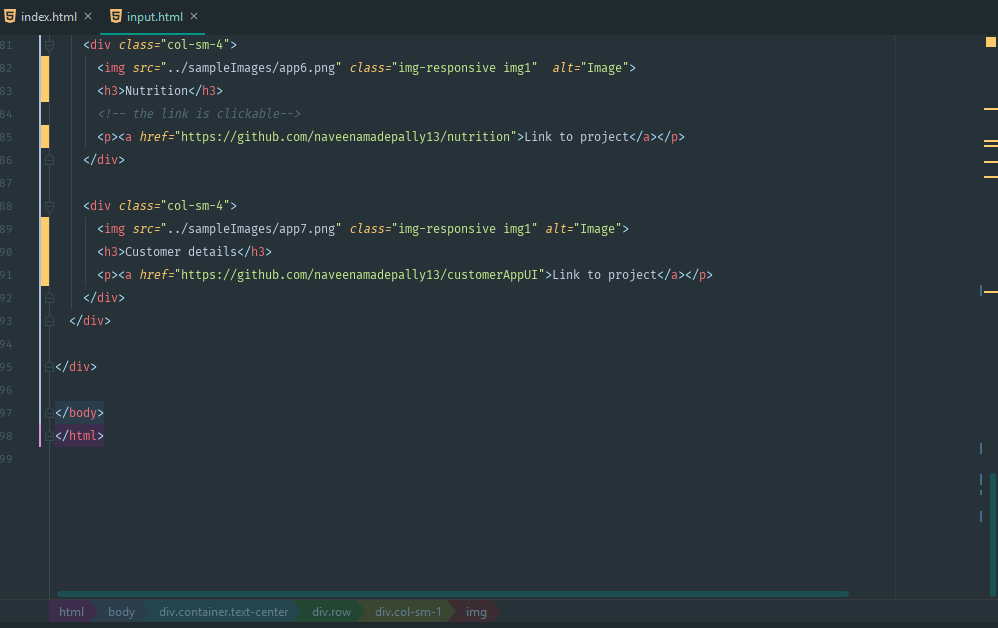 index.html × input.html ×
81 <div class="col-sm-4">
82 <img src="../sampleImages/app6.png" class="img-responsive img1"  alt="Image">
83 <h3>Nutrition</h3>
84 <!-- the link is clickable-->
85 <p><a href="https://github.com/naveenamadepally13/nutrition">Link to project</a></p>
86 </div>
87
88 <div class="col-sm-4">
89 <img src="../sampleImages/app7.png" class="img-responsive img1" alt="Image">
90 <h3>Customer details</h3>
91 <p><a href="https://github.com/naveenamadepally13/customerAppUI">Link to project</a></p>
92 </div>
93 </div>
94
95 </div>
96
97 </body>
98 </html>
99
html body div.container.text-center div.row div.col-sm-1 img